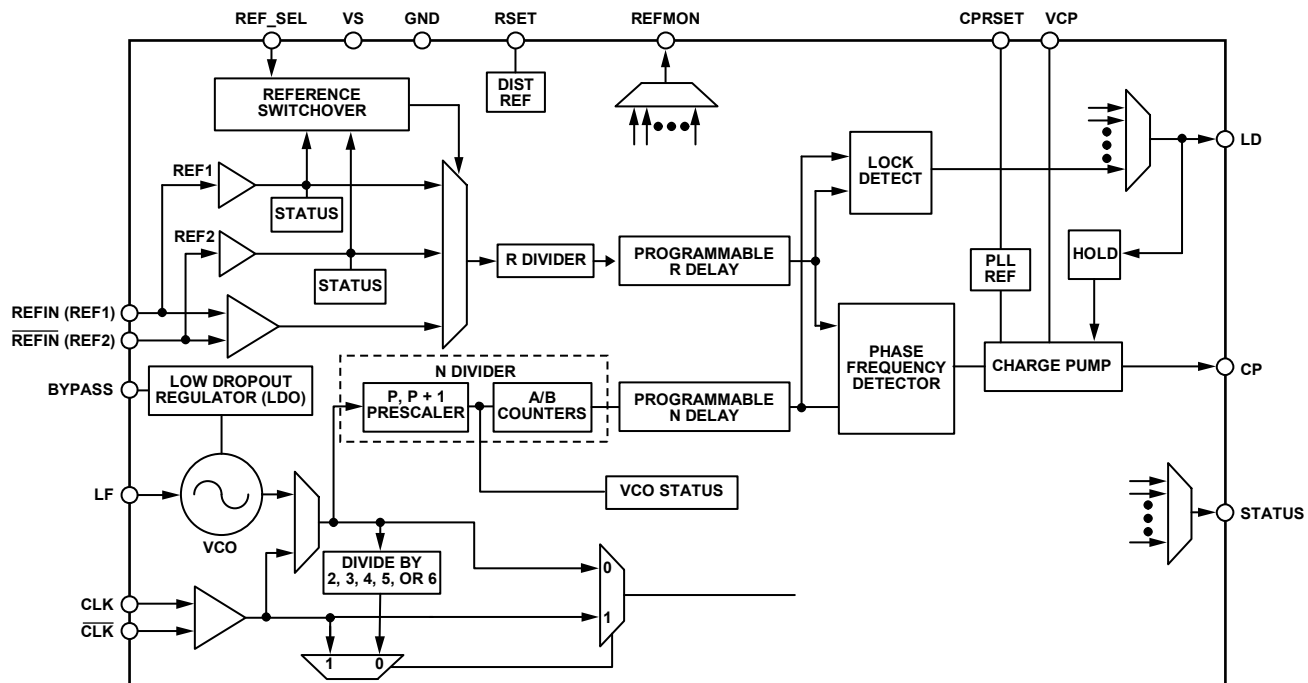 REF_SEL
VS
GND
RSET
REFMON
CPRSET
VCP
REFERENCE
SWITCHOVER
DIST
REF
LD
LOCK
DETECT
REF1
STATUS
REF2
STATUS
R DIVIDER
PROGRAMMABLE
R DELAY
PLL
REF
HOLD
REFIN (REF1)
REFIN (REF2)
PHASE
FREQUENCY
DETECTOR
CHARGE PUMP
CP
BYPASS
LOW DROPOUT
REGULATOR (LDO)
N DIVIDER
P, P + 1
PRESCALER
A/B
COUNTERS
PROGRAMMABLE
N DELAY
LF
VCO
VCO STATUS
STATUS
DIVIDE BY
2, 3, 4, 5, OR 6
0
1
CLK
CLK
1
0